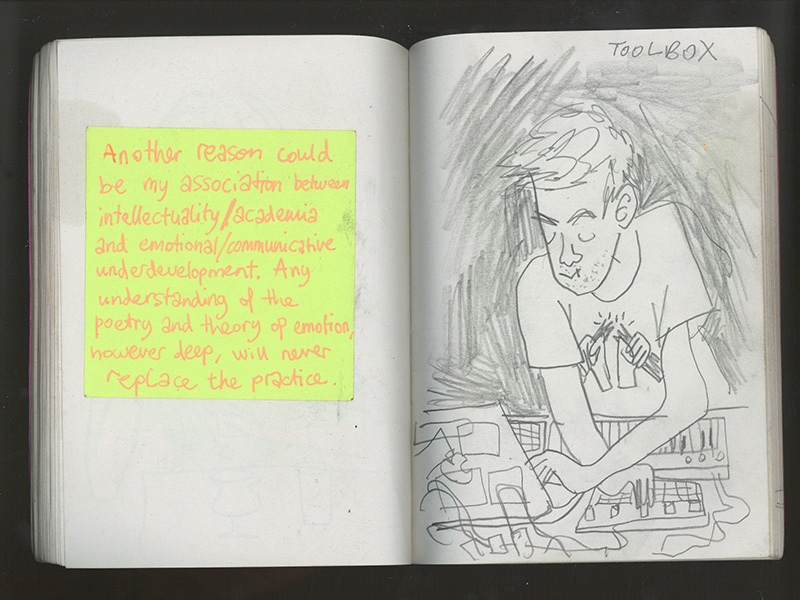 Another reason could
be my association between
intellectuality/academia
and emotional/communicative
underdevelopment. Any
understanding of the
poetry and theory of emotion,
however deep, will never
replace the practice.
TOOLBOX